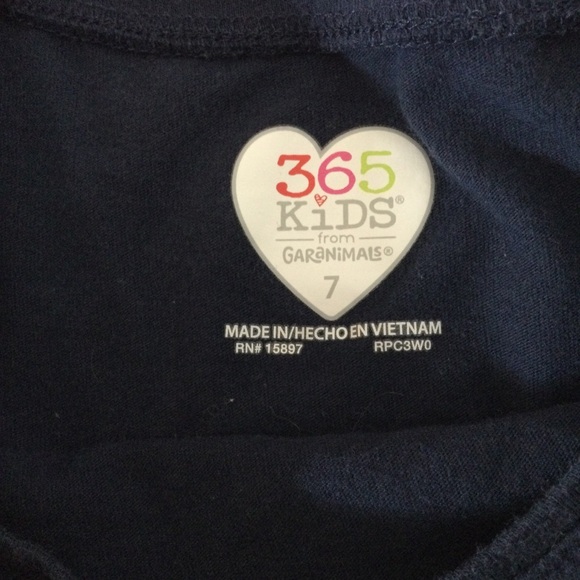 365
KiDS®
from
GARANiMALS®
7
MADE IN/HECHO EN VIETNAM
RN# 15897 RPC3W0